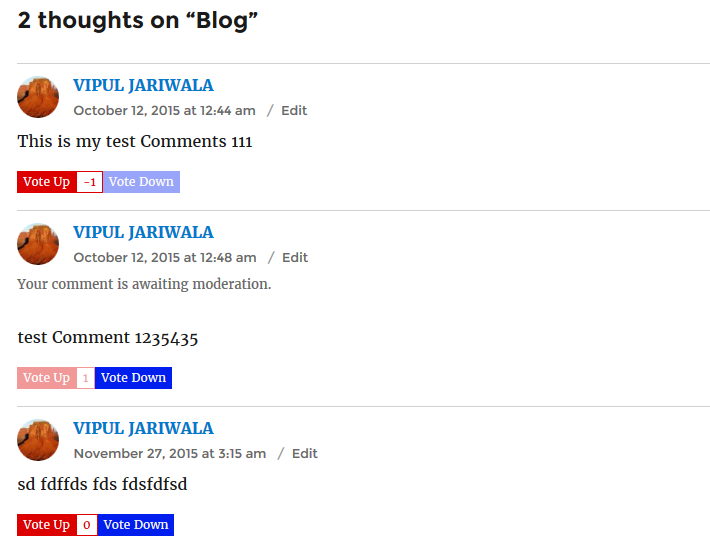 2 thoughts on “Blog”
VIPUL JARIWALA
October 12, 2015 at 12:44 am / Edit
This is my test Comments 111
Vote Up -1 Vote Down
VIPUL JARIWALA
October 12, 2015 at 12:48 am / Edit
Your comment is awaiting moderation.
test Comment 1235435
Vote Up 1 Vote Down
VIPUL JARIWALA
November 27, 2015 at 3:15 am / Edit
sd fdffds fds fdsfdfsd
Vote Up 0 Vote Down